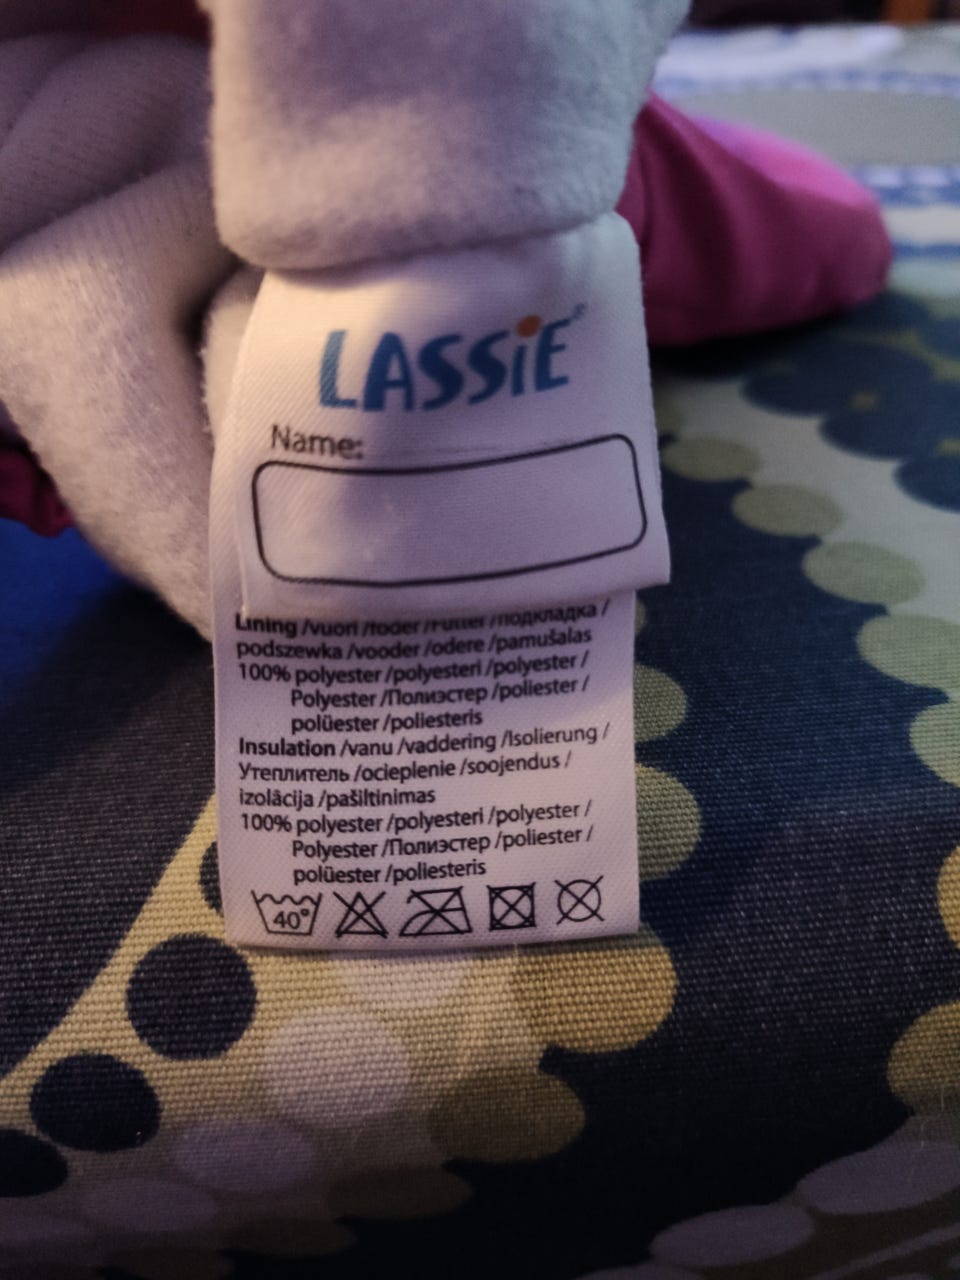 LASSiE®
Name:
Lining /vuori /foder /Futter /подкладка /
podszewka /vooder /odere /pamušalas
100% polyester /polyesteri /polyester /
Polyester /Полиэстер /poliester /
polüester /poliesteris
Insulation /vanu /vaddering /Isolierung /
Утеплитель /ocieplenie /soojendus /
izolâcija /pašiltinimas
100% polyester /polyesteri /polyester /
Polyester /Полиэстер /poliester /
polüester /poliesteris
40°